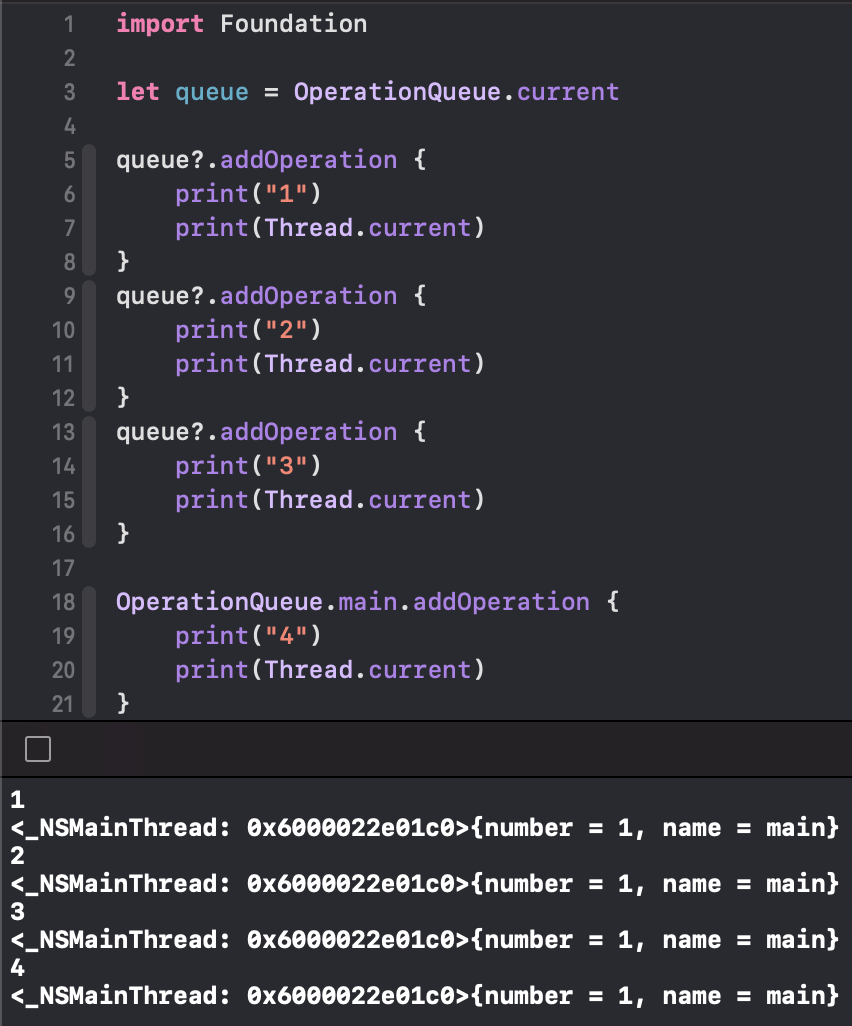 1 import Foundation
2
3 let queue = OperationQueue.current
4
5 queue?.addOperation {
6     print("1")
7     print(Thread.current)
8 }
9 queue?.addOperation {
10     print("2")
11     print(Thread.current)
12 }
13 queue?.addOperation {
14     print("3")
15     print(Thread.current)
16 }
17
18 OperationQueue.main.addOperation {
19     print("4")
20     print(Thread.current)
21 }
1
<_NSMainThread: 0x6000022e01c0>{number = 1, name = main}
2
<_NSMainThread: 0x6000022e01c0>{number = 1, name = main}
3
<_NSMainThread: 0x6000022e01c0>{number = 1, name = main}
4
<_NSMainThread: 0x6000022e01c0>{number = 1, name = main}